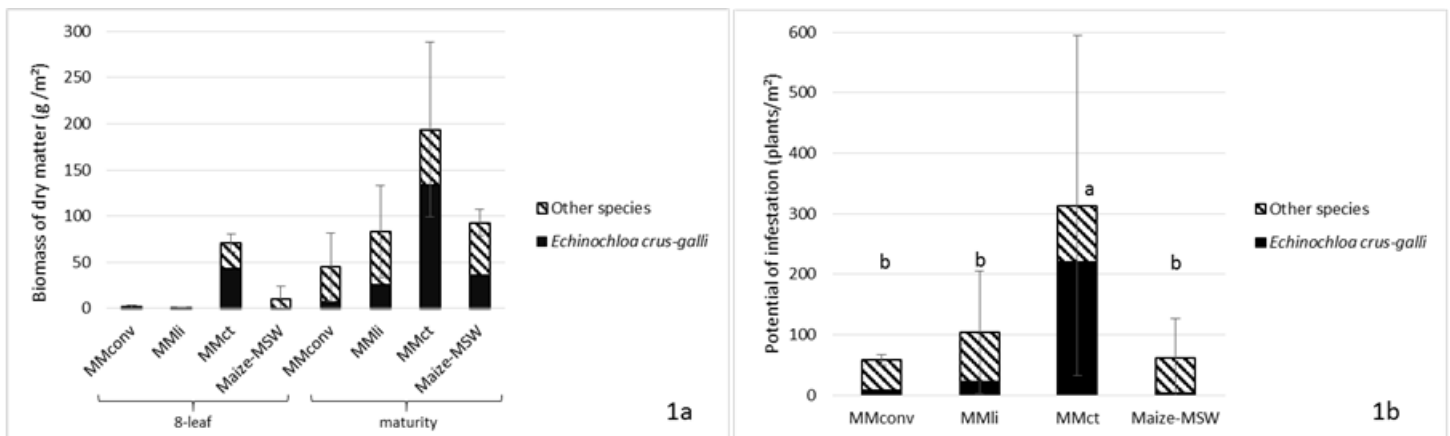 Biomass of dry matter (g /m²)
300
250
200
150
100
50
0
MMconv
MMli
MMct
Maize-MSW
MMconv
MMli
MMct
Maize-MSW
8-leaf
maturity
Other species
Echinochloa crus-galli
1a
Potential of infestation (plants/m²)
600
500
400
300
200
100
0
b
b
a
b
MMconv
MMli
MMct
Maize-MSW
Other species
Echinochloa crus-galli
1b